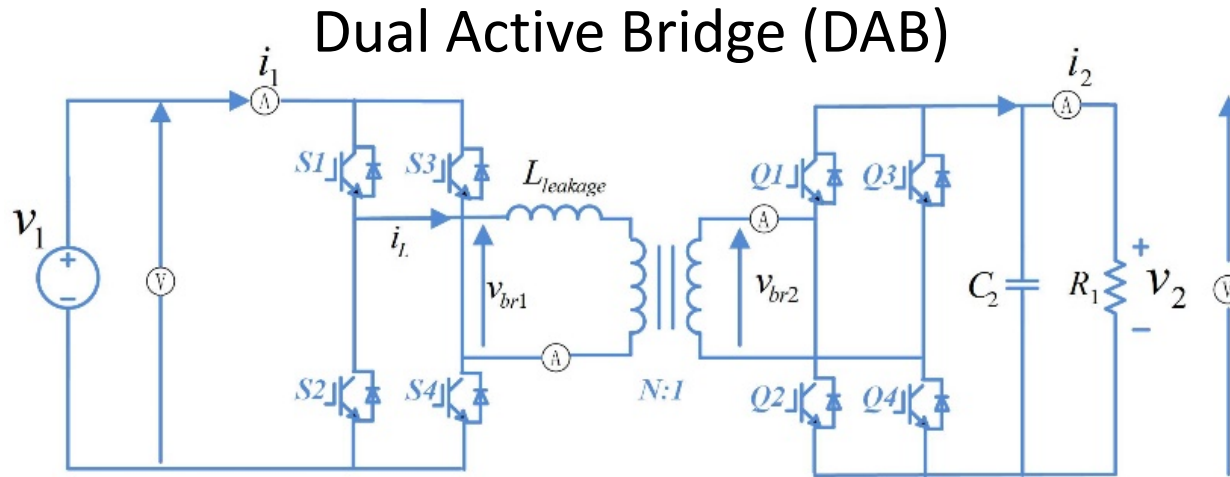 Dual Active Bridge (DAB)
i1
i2
A
A
S1
S3
Lleakage
Q1
Q3
A
v1
+
−
V
iL
vbr1
vbr2
C2
R1
+
v2
−
V
A
S2
S4
N:1
Q2
Q4